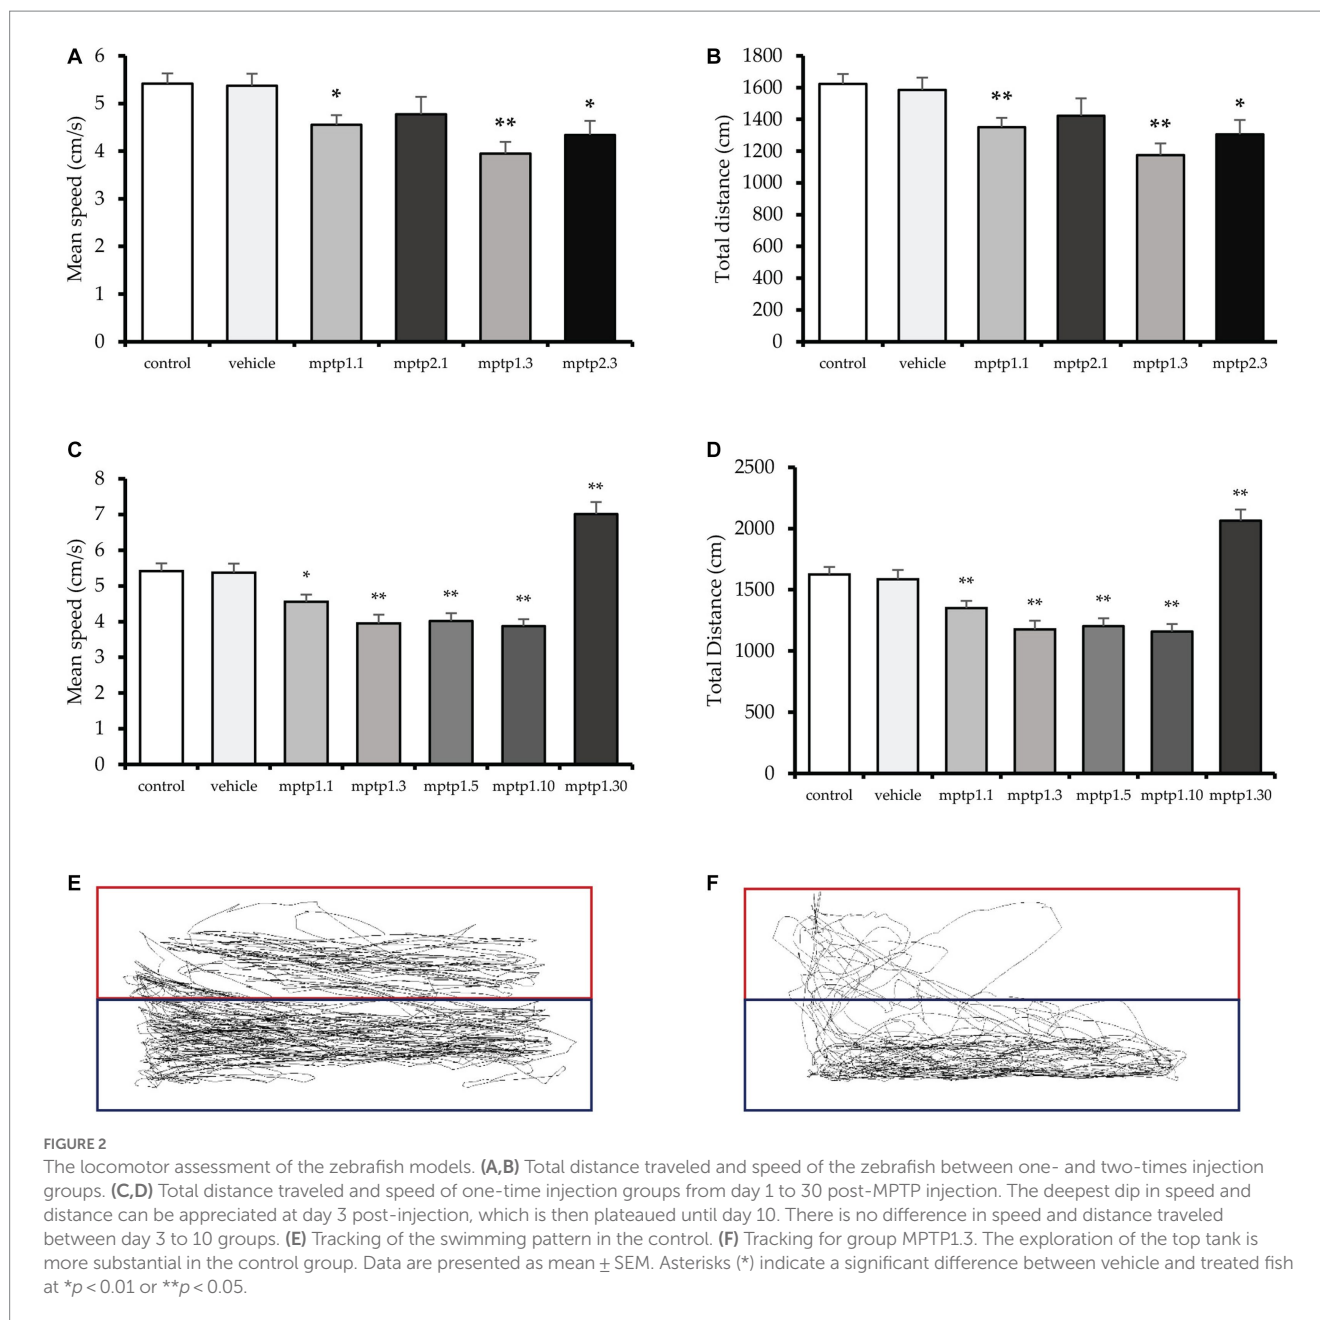 A
6
5
4
3
2
1
0
Mean speed (cm/s)
*
**
*
control vehicle mptp1.1 mptp2.1 mptp1.3 mptp2.3
B
1800
1600
1400
1200
1000
800
600
400
200
0
Total distance (cm)
**
**
*
control vehicle mptp1.1 mptp2.1 mptp1.3 mptp2.3
C
8
7
6
5
4
3
2
1
0
Mean speed (cm/s)
*
**
**
**
**
control vehicle mptp1.1 mptp1.3 mptp1.5 mptp1.10 mptp1.30
D
2500
2000
1500
1000
500
0
Total Distance (cm)
**
**
**
**
**
control vehicle mptp1.1 mptp1.3 mptp1.5 mptp1.10 mptp1.30
E
F
FIGURE 2
The locomotor assessment of the zebrafish models. (A,B) Total distance traveled and speed of the zebrafish between one- and two-times injection
groups. (C,D) Total distance traveled and speed of one-time injection groups from day 1 to 30 post-MPTP injection. The deepest dip in speed and
distance can be appreciated at day 3 post-injection, which is then plateaued until day 10. There is no difference in speed and distance traveled
between day 3 to 10 groups. (E) Tracking of the swimming pattern in the control. (F) Tracking for group MPTP1.3. The exploration of the top tank is
more substantial in the control group. Data are presented as mean ± SEM. Asterisks (*) indicate a significant difference between vehicle and treated fish
at *p < 0.01 or **p < 0.05.